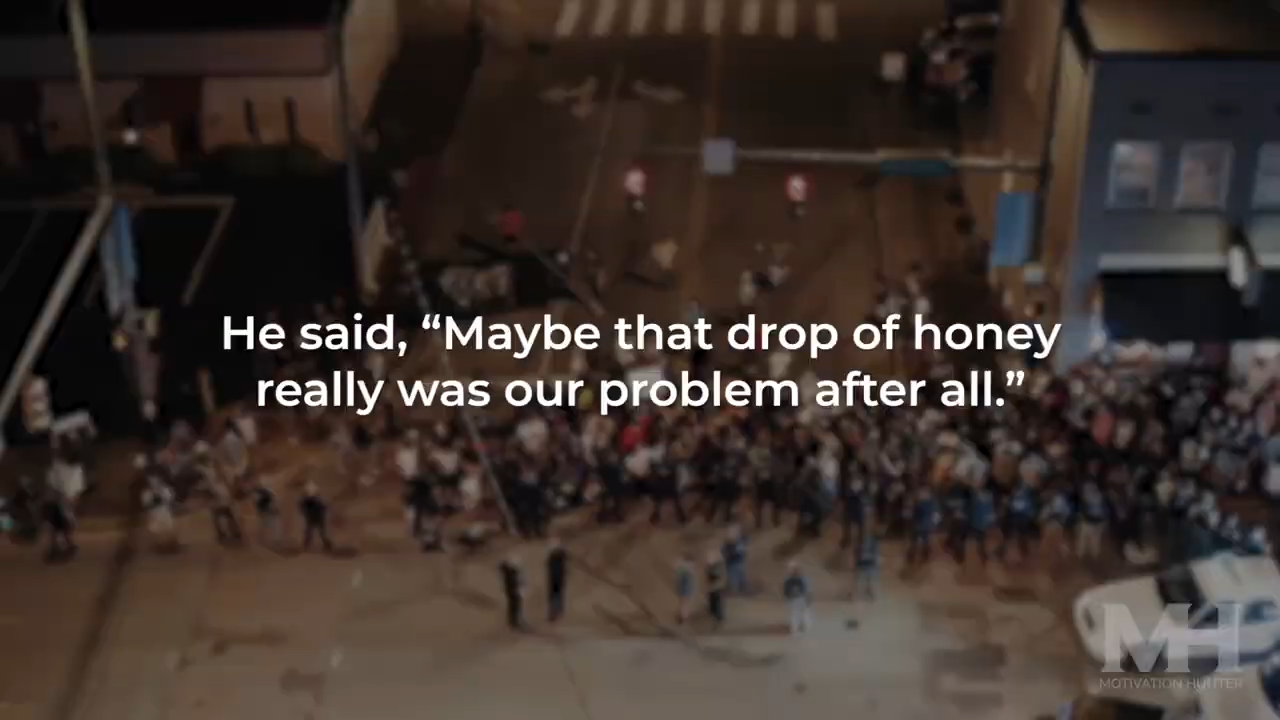 He said, “Maybe that drop of honey
really was our problem after all.”
MH
MOTIVATION HUNTER